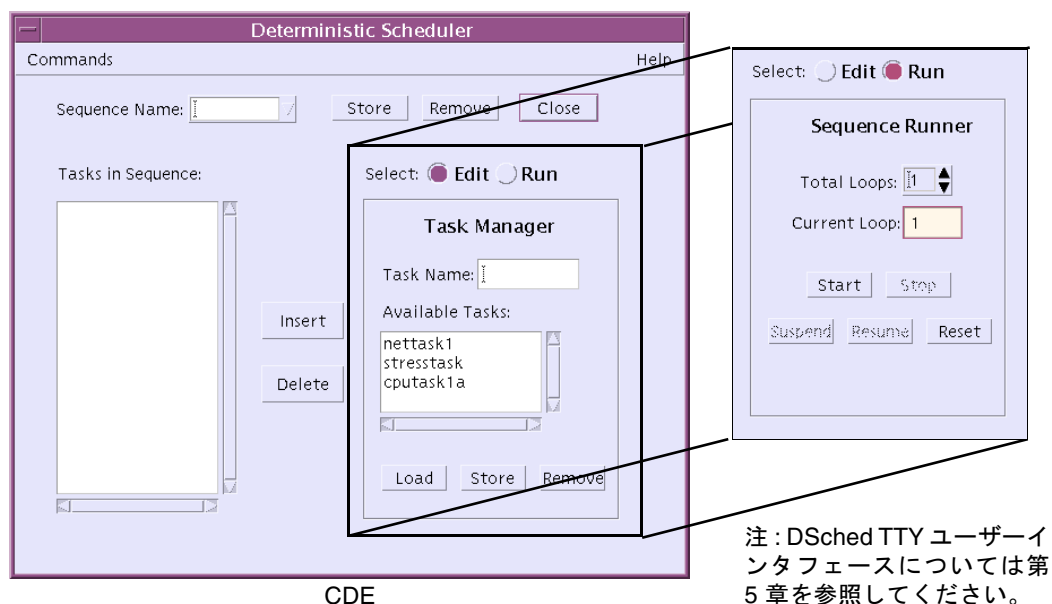 Deterministic Scheduler
Commands
Help
Sequence Name:
Store
Remove
Close
Tasks in Sequence:
Insert
Delete
Select: Edit Run
Task Manager
Task Name:
Available Tasks:
nettask1
stresstask
cputask1a
Load
Store
Remove
Select: Edit Run
Sequence Runner
Total Loops: 1
Current Loop: 1
Start
Stop
Suspend
Resume
Reset
CDE
注 : DSched TTY ユーザーイ
ンタフェースについては第
5 章を参照してください。